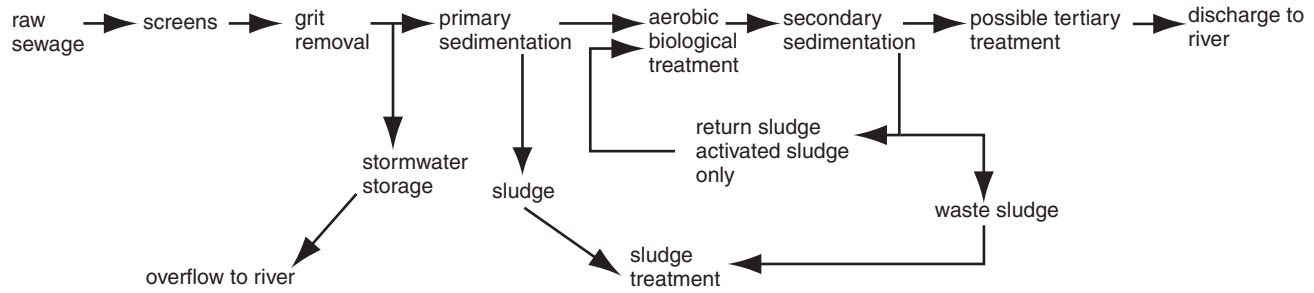 raw
sewage
screens
grit
removal
primary
sedimentation
aerobic
biological
treatment
secondary
sedimentation
possible tertiary
treatment
discharge to
river
return sludge
activated sludge
only
stormwater
storage
sludge
waste sludge
overflow to river
sludge
treatment